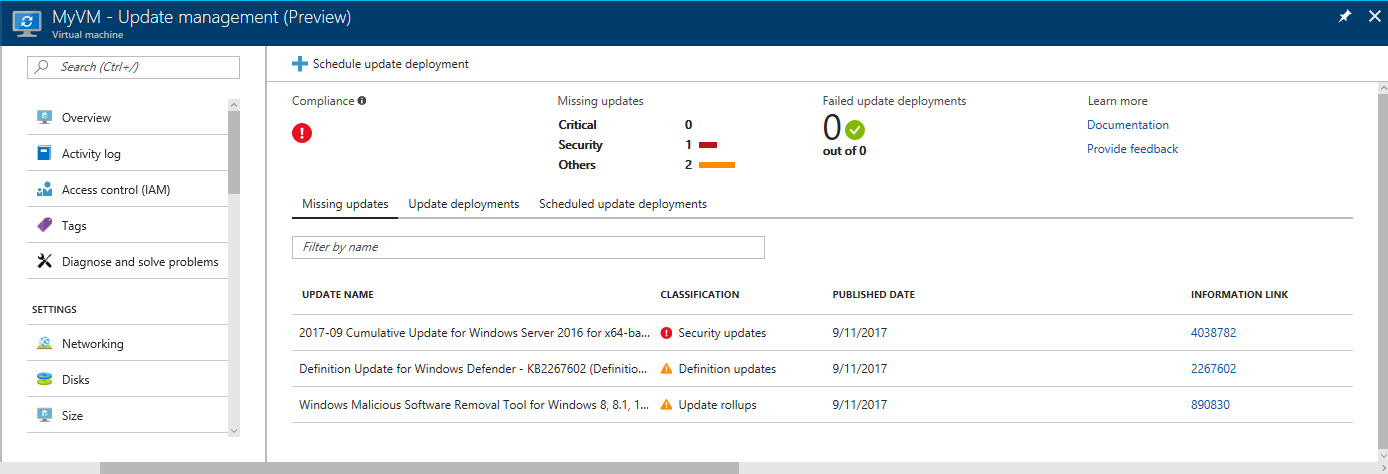 MyVM - Update management (Preview)
Virtual machine
Search (Ctrl+/)
Overview
Activity log
Access control (IAM)
Tags
Diagnose and solve problems
SETTINGS
Networking
Disks
Size
Schedule update deployment
Compliance
Missing updates
Critical 0
Security 1
Others 2
Failed update deployments
0
out of 0
Learn more
Documentation
Provide feedback
Missing updates Update deployments Scheduled update deployments
Filter by name
UPDATE NAME CLASSIFICATION PUBLISHED DATE INFORMATION LINK
2017-09 Cumulative Update for Windows Server 2016 for x64-ba... Security updates 9/11/2017 4038782
Definition Update for Windows Defender - KB2267602 (Definitio... Definition updates 9/11/2017 2267602
Windows Malicious Software Removal Tool for Windows 8, 8.1, 1... Update rollups 9/11/2017 890830